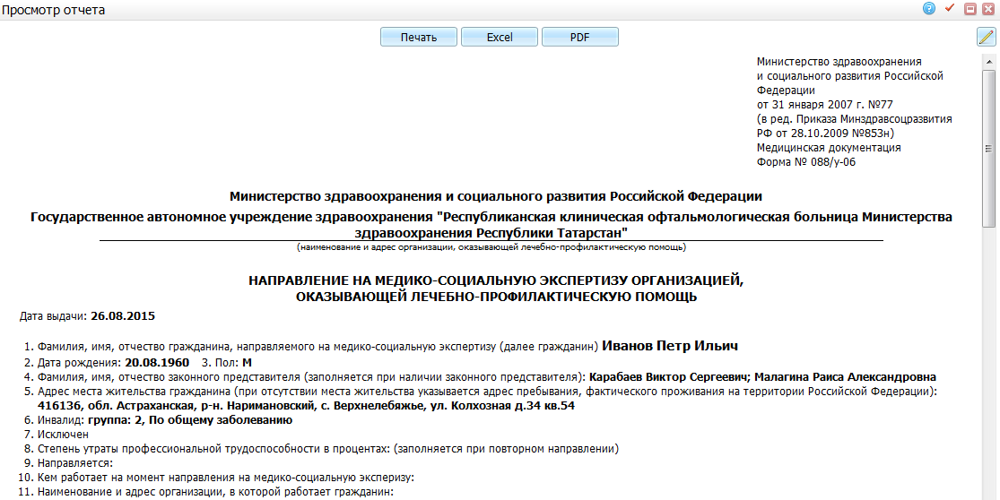 Просмотр отчета
Печать
Excel
PDF
Министерство здравоохранения
и социального развития Российской
Федерации
от 31 января 2007 г. №77
(в ред. Приказа Минздравсоцразвития
РФ от 28.10.2009 №853н)
Медицинская документация
Форма № 088/у-06
Министерство здравоохранения и социального развития Российской Федерации
Государственное автономное учреждение здравоохранения "Республиканская клиническая офтальмологическая больница Министерства
здравоохранения Республики Татарстан"
(наименование и адрес организации, оказывающей лечебно-профилактическую помощь)
НАПРАВЛЕНИЕ НА МЕДИКО-СОЦИАЛЬНУЮ ЭКСПЕРТИЗУ ОРГАНИЗАЦИЕЙ,
ОКАЗЫВАЮЩЕЙ ЛЕЧЕБНО-ПРОФИЛАКТИЧЕСКУЮ ПОМОЩЬ
Дата выдачи: 26.08.2015
1. Фамилия, имя, отчество гражданина, направляемого на медико-социальную экспертизу (далее гражданин) Иванов Петр Ильич
2. Дата рождения: 20.08.1960 3. Пол: М
4. Фамилия, имя, отчество законного представителя (заполняется при наличии законного представителя): Карабаев Виктор Сергеевич; Малагина Раиса Александровна
5. Адрес места жительства гражданина (при отсутствии места жительства указывается адрес пребывания, фактического проживания на территории Российской Федерации):
416136, обл. Астраханская, р-н. Наримановский, с. Верхнелебяжье, ул. Колхозная д.34 кв.54
6. Инвалид: группа: 2, По общему заболеванию
7. Исключен
8. Степень утраты профессиональной трудоспособности в процентах: (заполняется при повторном направлении)
9. Направляется:
10. Кем работает на момент направления на медико-социальную эксперизу:
11. Наименование и адрес организации, в которой работает гражданин: